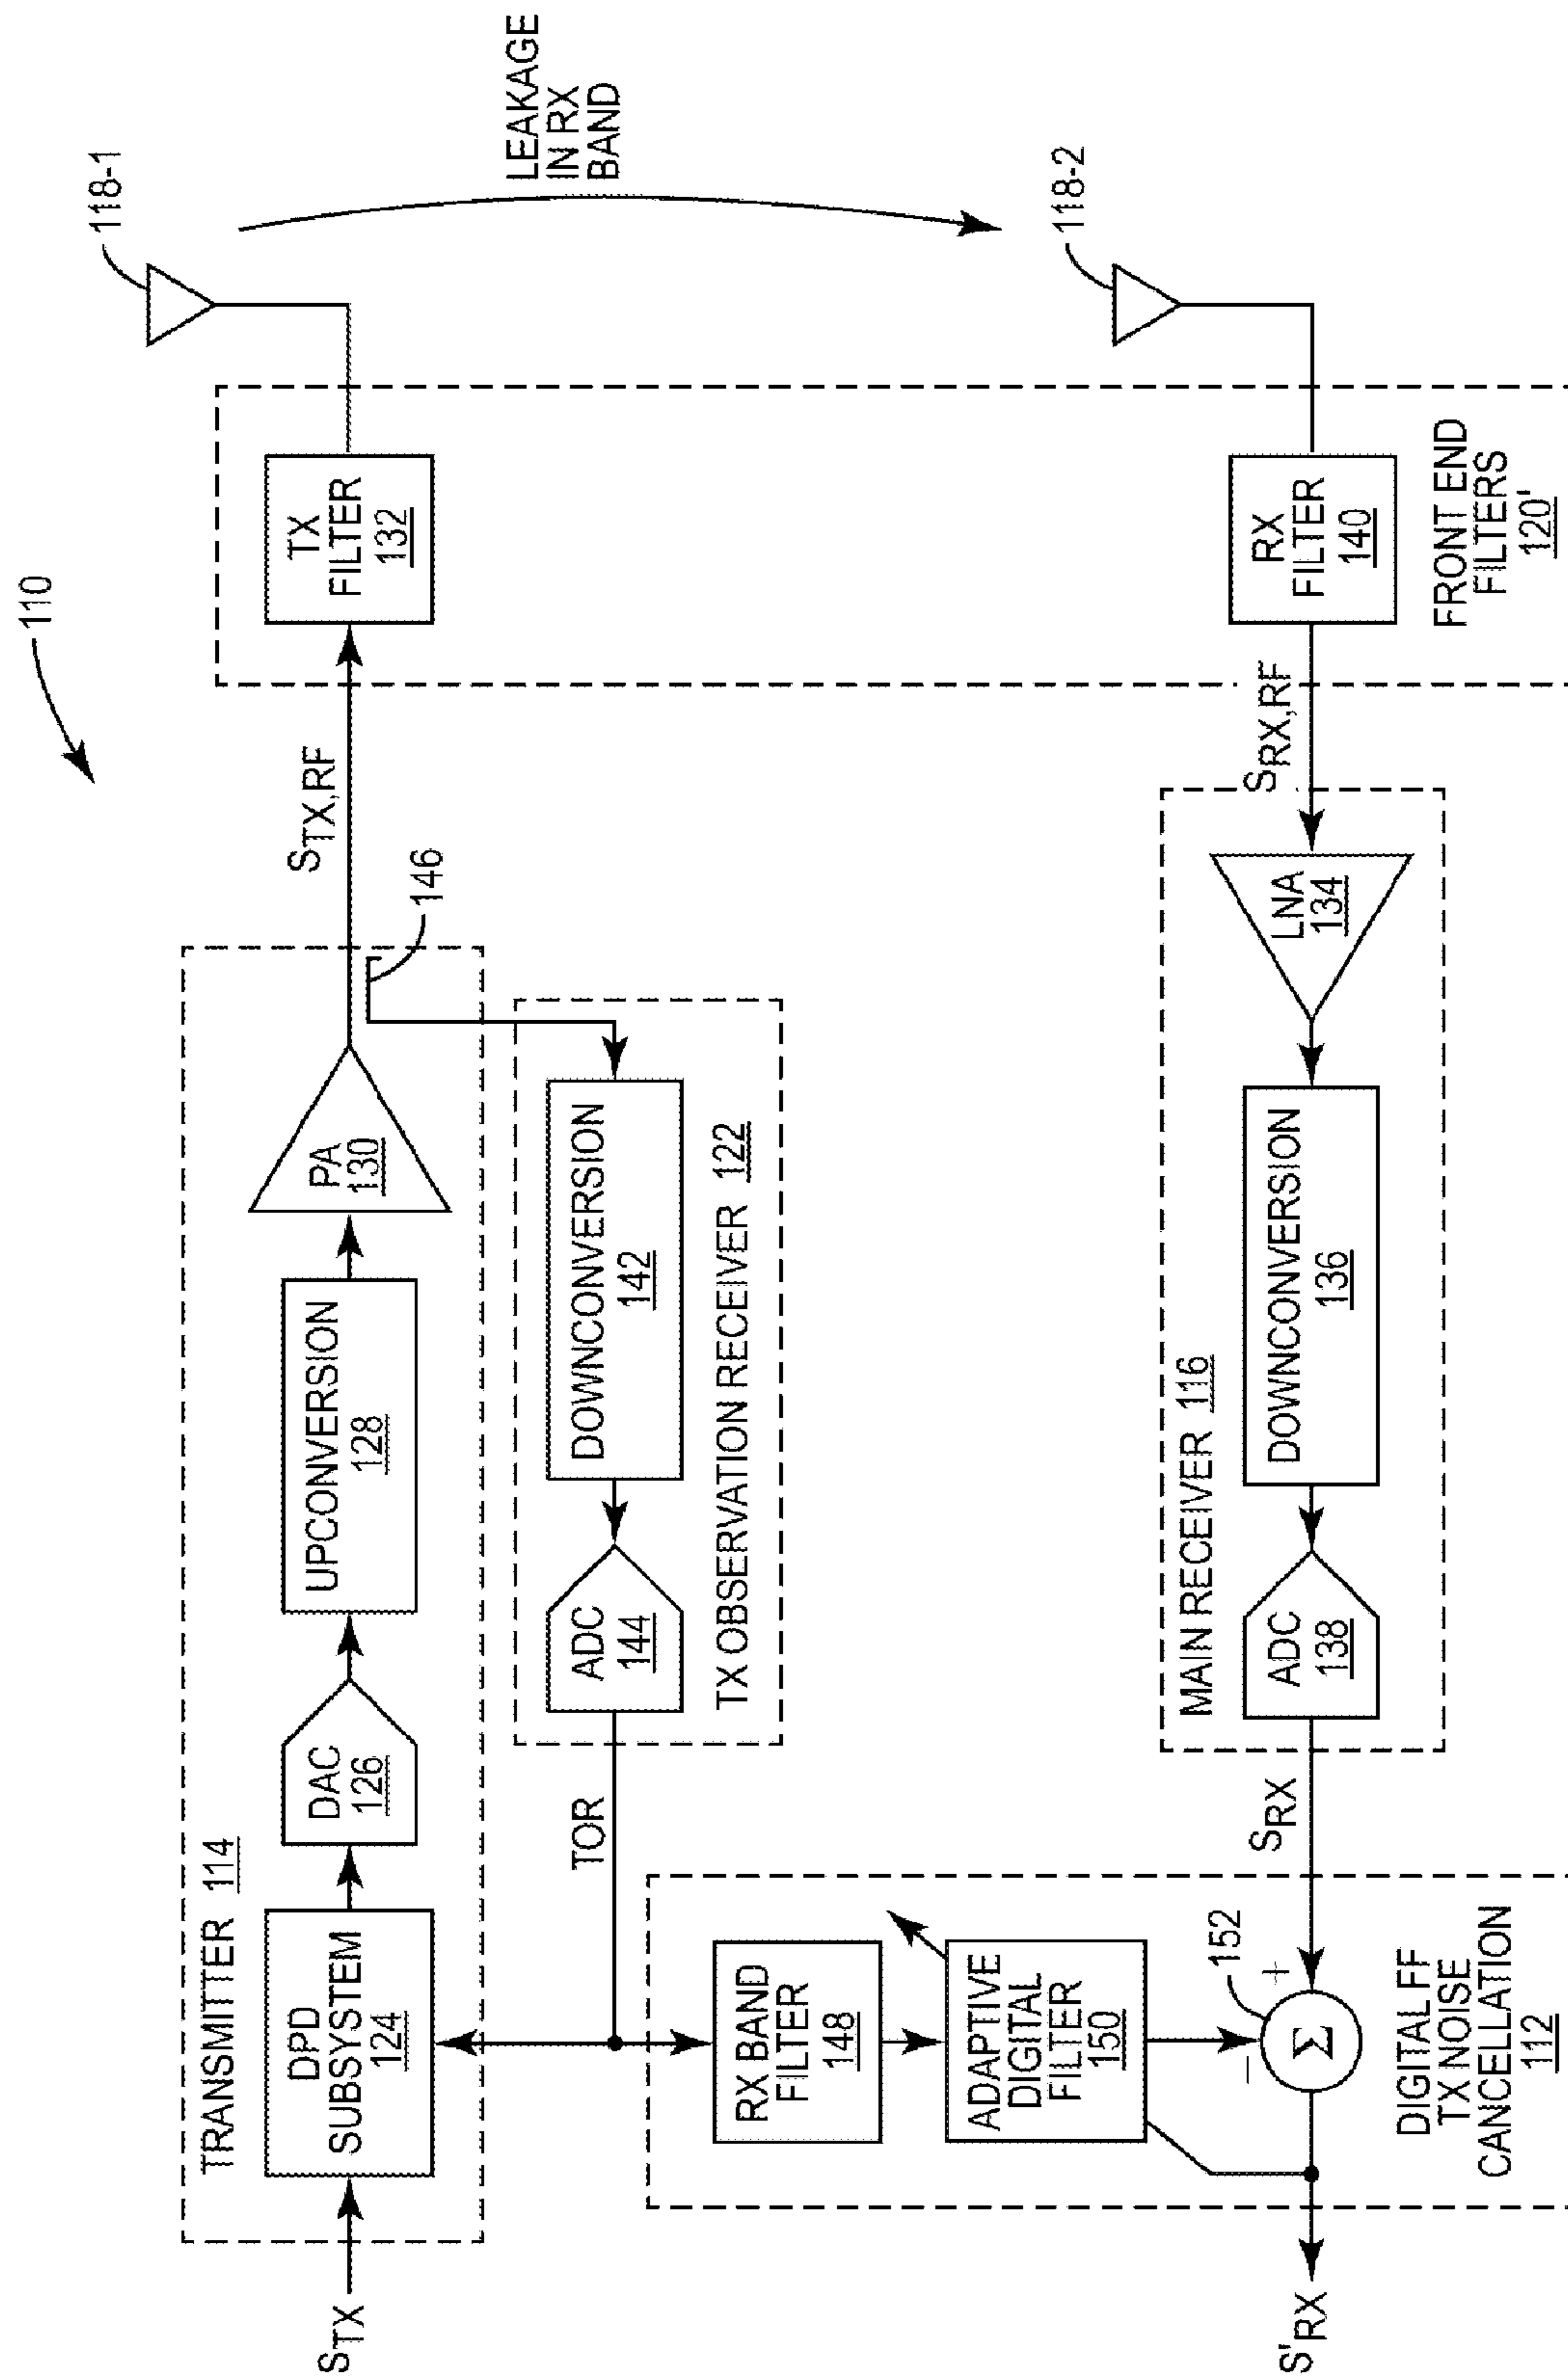 110
118-1
LEAKAGE
IN RX
BAND
118-2
TRANSMITTER 114
S_TX
DPD
SUBSYSTEM
124
DAC
126
UPCONVERSION
128
PA
130
146
S_TX,RF
TX
FILTER
132
TOR
ADC
144
DOWNCONVERSION
142
TX OBSERVATION RECEIVER 122
RX BAND
FILTER
148
ADAPTIVE
DIGITAL
FILTER
150
152
−
+
Σ
S'_RX
DIGITAL FF
TX NOISE
CANCELLATION
112
S_RX
MAIN RECEIVER 116
ADC
138
DOWNCONVERSION
136
LNA
134
S_RX,RF
RX
FILTER
140
FRONT END
FILTERS
120'